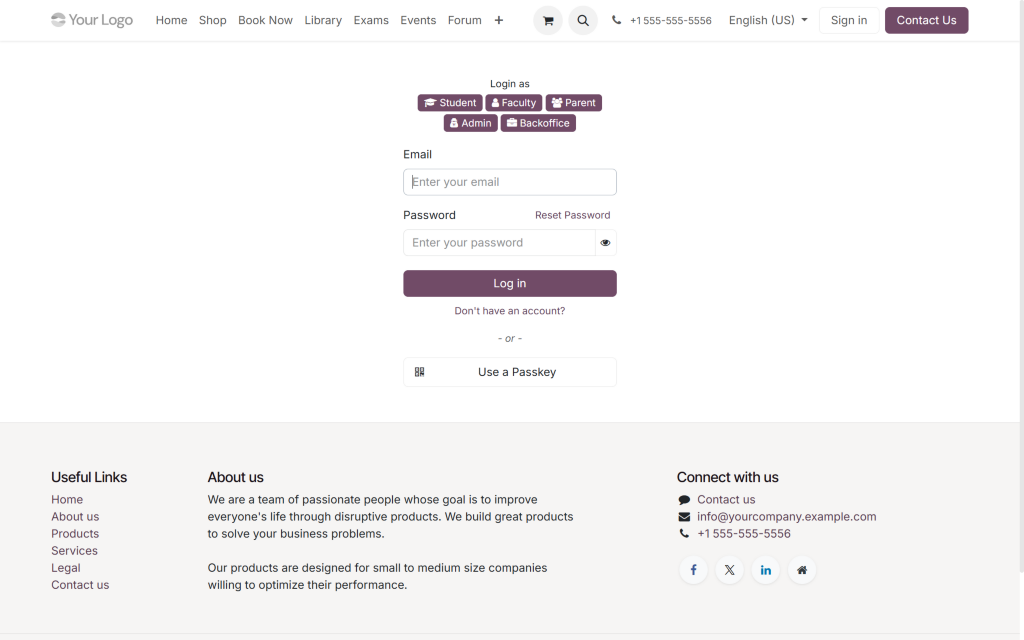 Your Logo Home Shop Book Now Library Exams Events Forum +1 555-555-5556 English (US) Sign in Contact Us
Login as
Student Faculty Parent
Admin Backoffice
Email
Enter your email
Password Reset Password
Enter your password
Log in
Don't have an account?
- or -
Use a Passkey
Useful Links
Home
About us
Products
Services
Legal
Contact us
About us
We are a team of passionate people whose goal is to improve
everyone's life through disruptive products. We build great products
to solve your business problems.
Our products are designed for small to medium size companies
willing to optimize their performance.
Connect with us
Contact us
info@yourcompany.example.com
+1 555-555-5556